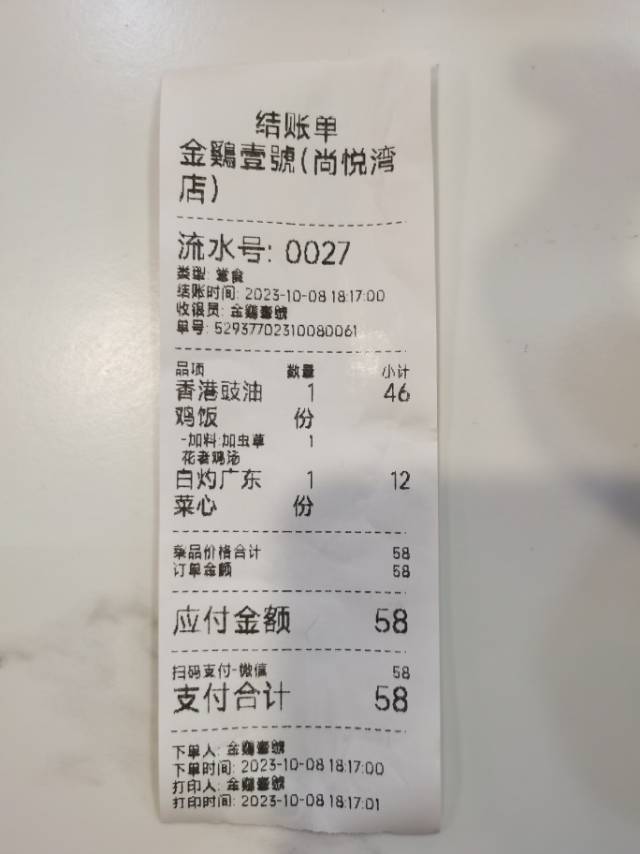 结账单
金鷄壹號(尚悦湾
店)
流水号: 0027
类型: 堂食
结账时间: 2023-10-08 18:17:00
收银员: 金鷄壹號
单号: 52937702310080061
品项 数量 小计
香港豉油 1 46
鸡饭 份
-加料:加虫草 1
花老鸡汤
白灼广东 1 12
菜心 份
菜品价格合计 58
订单金额 58
应付金额 58
扫码支付-微信 58
支付合计 58
下单人: 金鷄壹號
下单时间: 2023-10-08 18:17:00
打印人: 金鷄壹號
打印时间: 2023-10-08 18:17:01